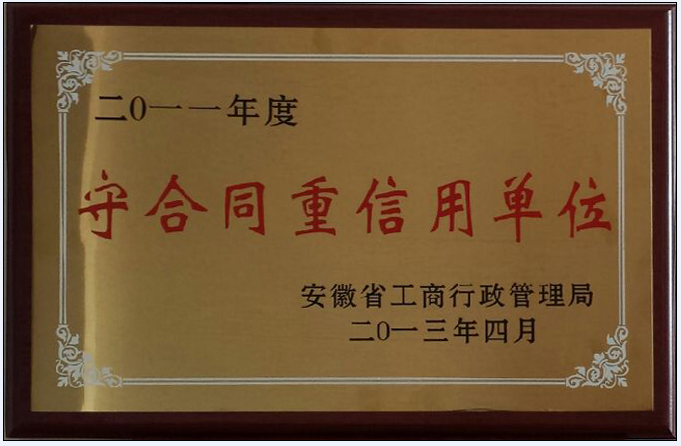 二0一一年度
守合同重信用单位
安徽省工商行政管理局
二0一三年四月